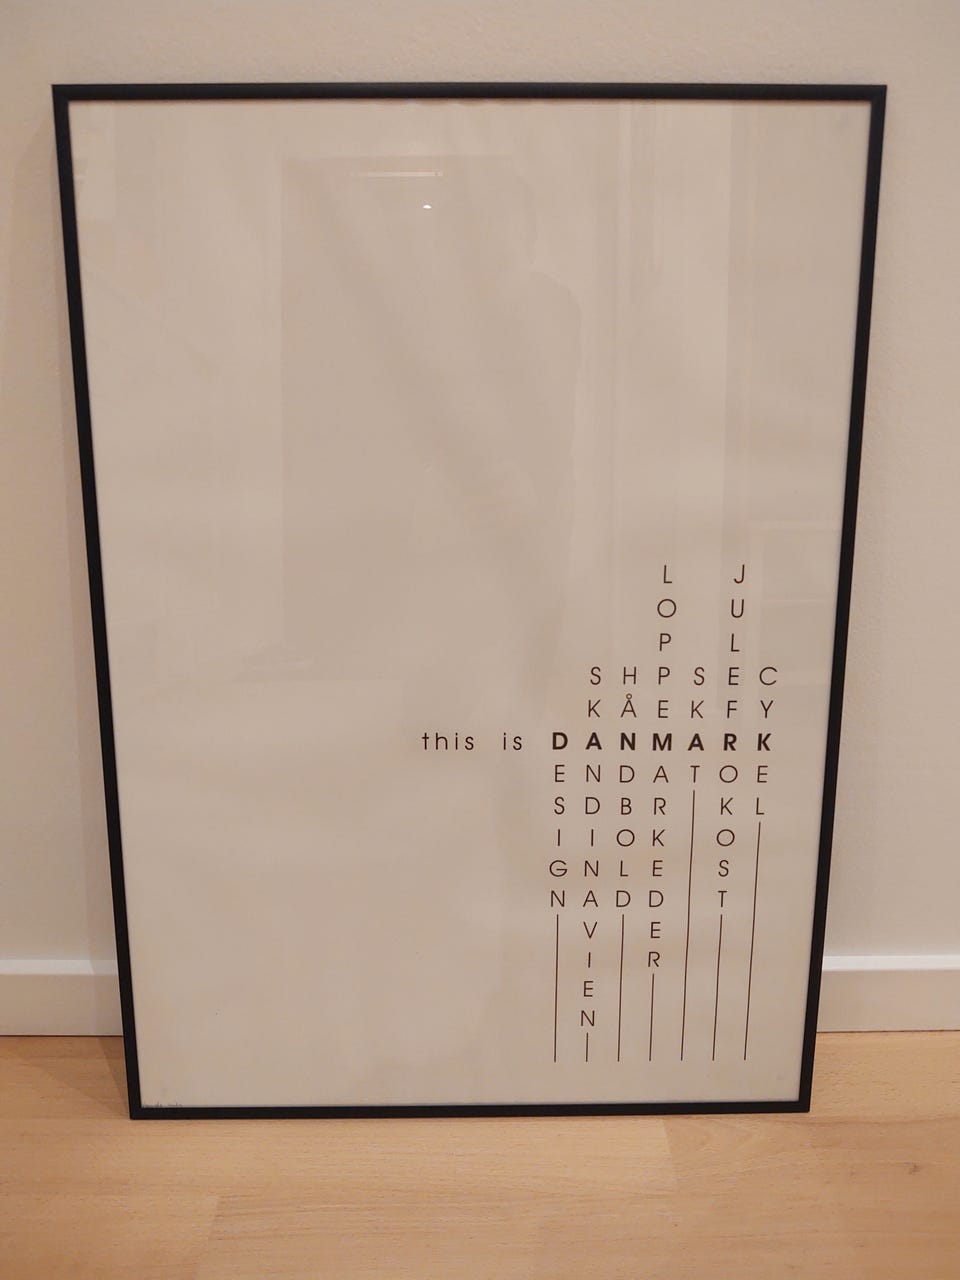 this is DANMARK
DESIGN
SKANDINAVIEN
HÅNDBOLD
LOPPEMARKEDER
SKAT
JULEFROKOST
CYKEL